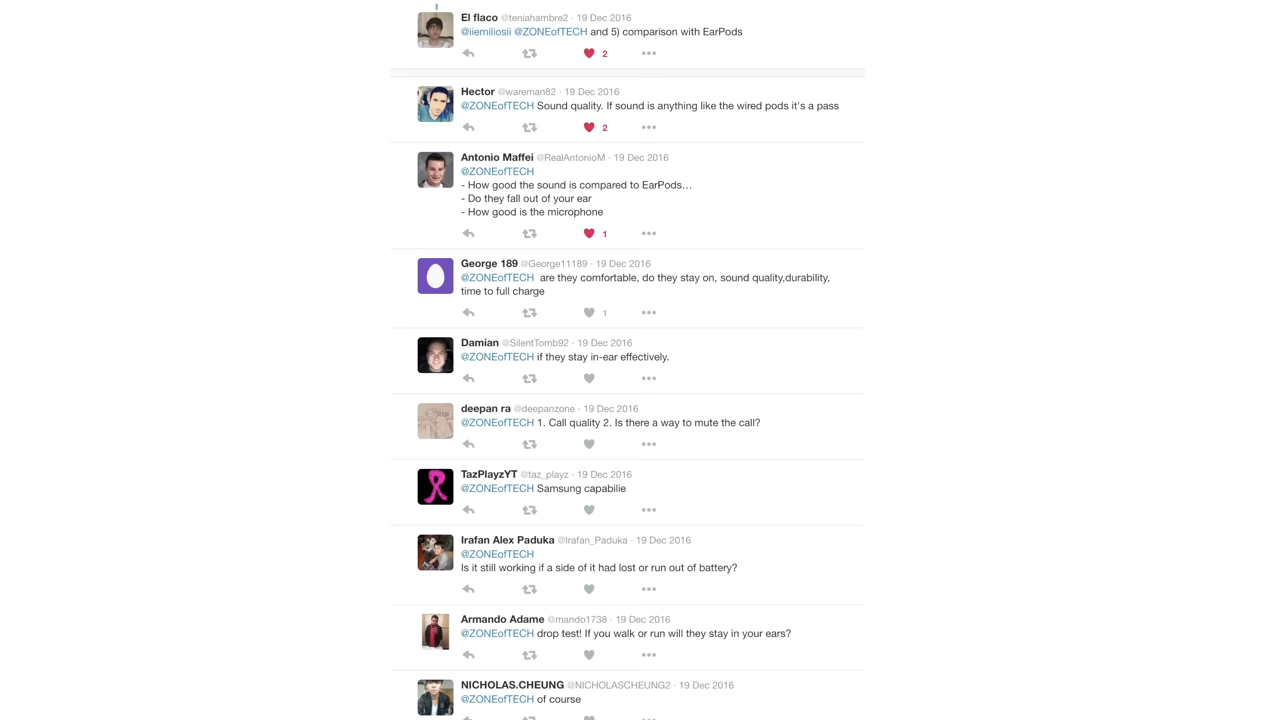 El flaco @teniahambre2 · 19 Dec 2016
@iiemiliosii @ZONEofTECH and 5) comparison with EarPods
2
Hector @wareman82 · 19 Dec 2016
@ZONEofTECH Sound quality. If sound is anything like the wired pods it's a pass
2
Antonio Maffei @RealAntonioM · 19 Dec 2016
@ZONEofTECH
- How good the sound is compared to EarPods…
- Do they fall out of your ear
- How good is the microphone
1
George 189 @George11189 · 19 Dec 2016
@ZONEofTECH are they comfortable, do they stay on, sound quality,durability,
time to full charge
1
Damian @SilentTomb92 · 19 Dec 2016
@ZONEofTECH if they stay in-ear effectively.
deepan ra @deepanzone · 19 Dec 2016
@ZONEofTECH 1. Call quality 2. Is there a way to mute the call?
TazPlayzYT @taz_playz · 19 Dec 2016
@ZONEofTECH Samsung capabilie
Irafan Alex Paduka @Irafan_Paduka · 19 Dec 2016
@ZONEofTECH
Is it still working if a side of it had lost or run out of battery?
Armando Adame @mando1738 · 19 Dec 2016
@ZONEofTECH drop test! If you walk or run will they stay in your ears?
NICHOLAS.CHEUNG @NICHOLASCHEUNG2 · 19 Dec 2016
@ZONEofTECH of course